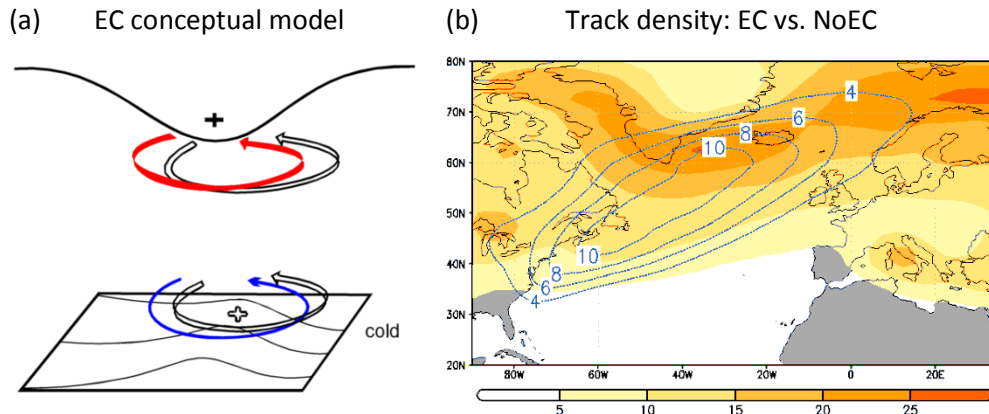 (a) EC conceptual model
(b) Track density: EC vs. NoEC
cold
80N
70N
60N
50N
40N
30N
20N
4
6
8
10
10
8
6
4
80W 60W 40W 20W 0 20E
5 10 15 20 25